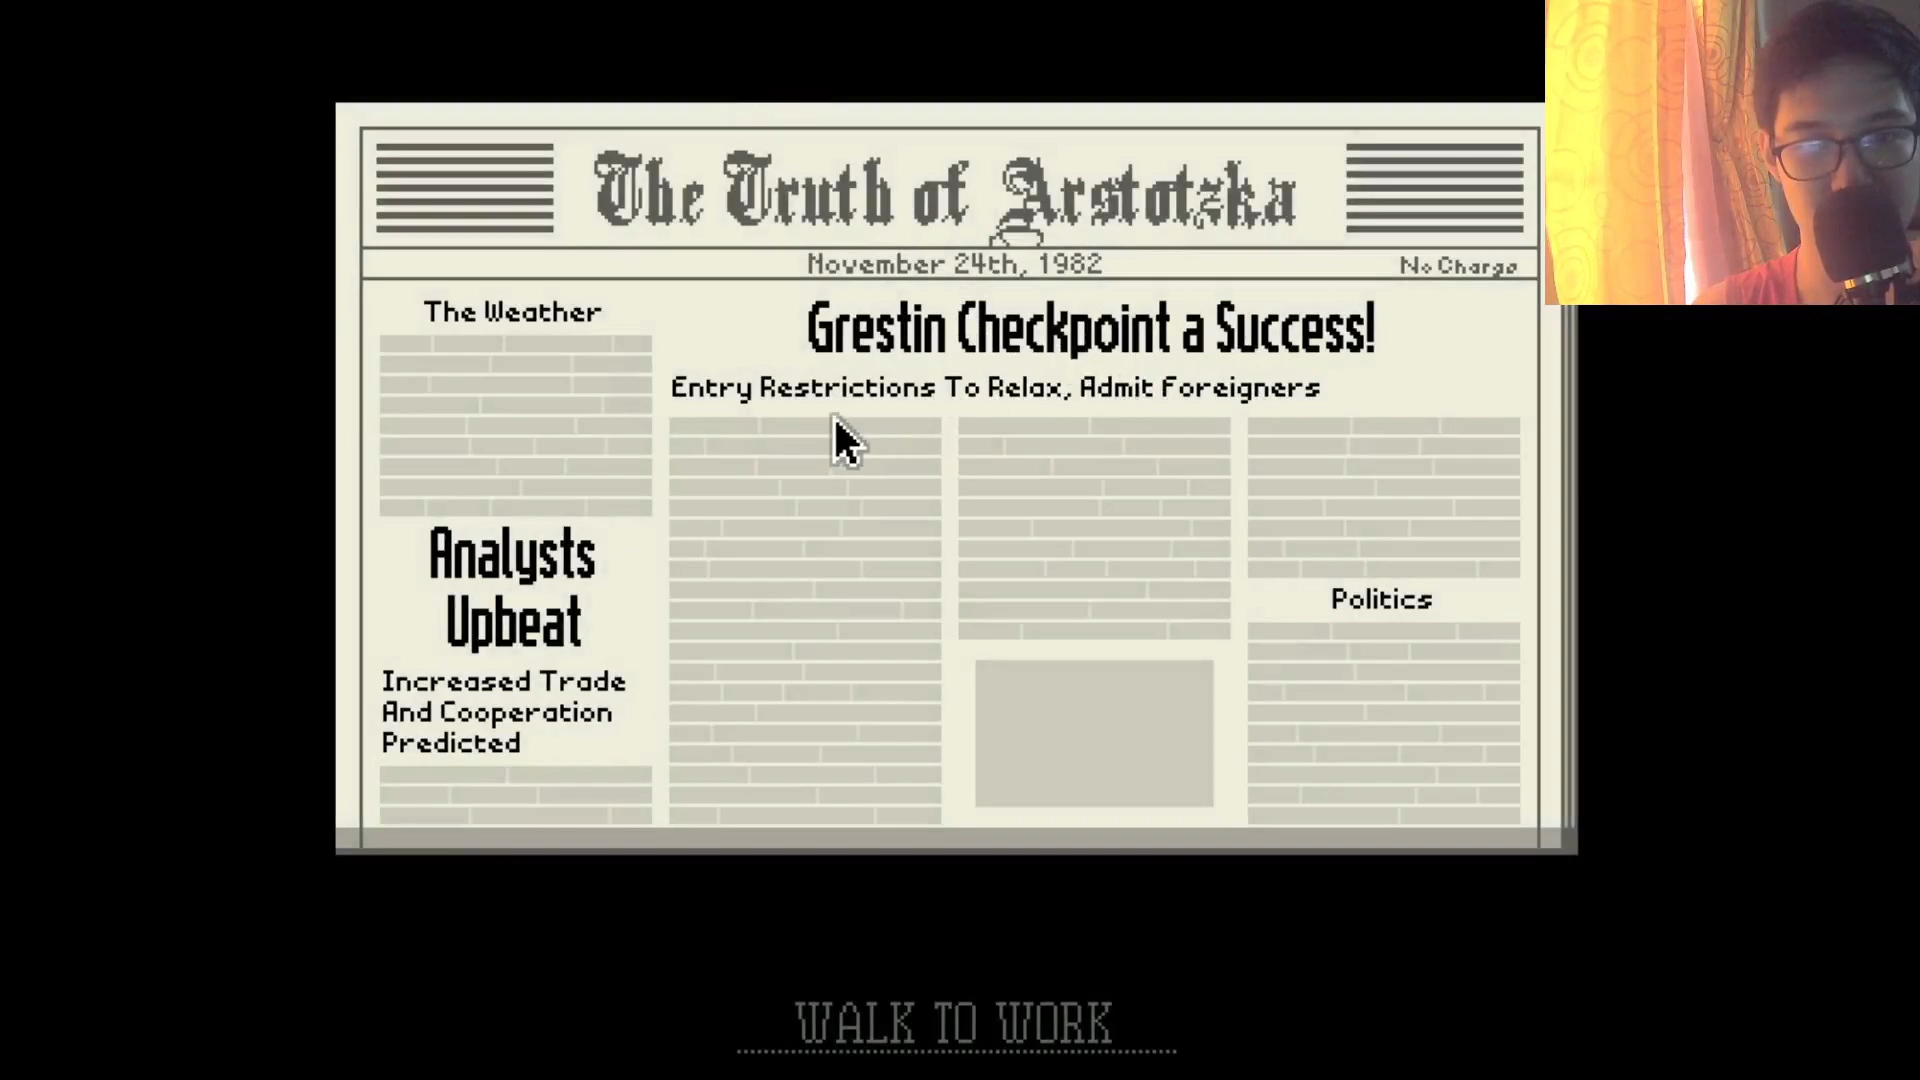 The Truth of Arstotzka
November 24th, 1982
No Charge
The Weather
Grestin Checkpoint a Success!
Entry Restrictions To Relax, Admit Foreigners
Analysts
Upbeat
Increased Trade
And Cooperation
Predicted
Politics
WALK TO WORK